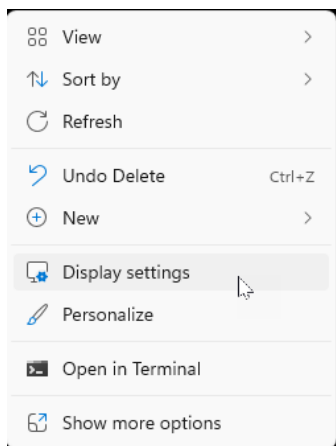 View
Sort by
Refresh
Undo Delete Ctrl+Z
New
Display settings
Personalize
Open in Terminal
Show more options